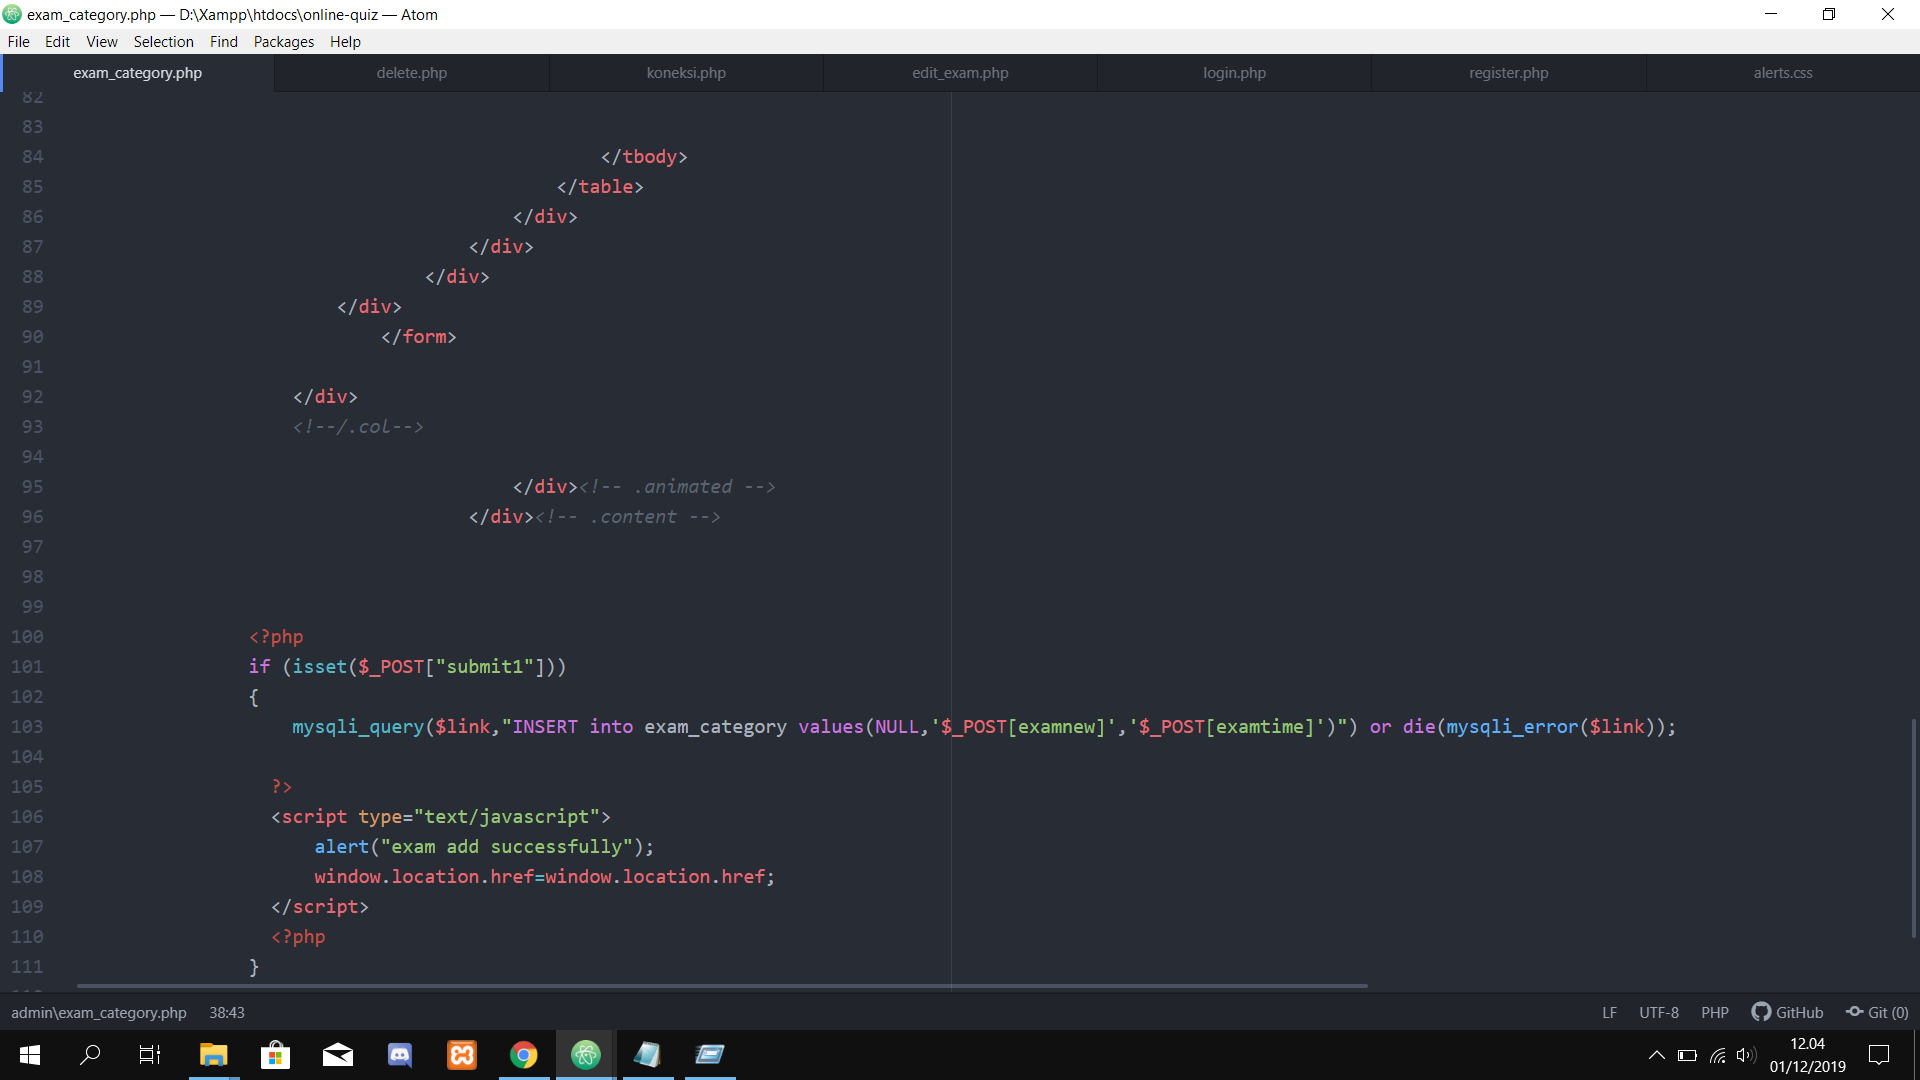 exam_category.php — D:\Xampp\htdocs\online-quiz — Atom
File Edit View Selection Find Packages Help
exam_category.php delete.php koneksi.php edit_exam.php login.php register.php alerts.css
82
83
84 </tbody>
85 </table>
86 </div>
87 </div>
88 </div>
89 </div>
90 </form>
91
92 </div>
93 <!--/.col-->
94
95 </div><!-- .animated -->
96 </div><!-- .content -->
97
98
99
100 <?php
101 if (isset($_POST["submit1"]))
102 {
103 mysqli_query($link,"INSERT into exam_category values(NULL,'$_POST[examnew]','$_POST[examtime]')") or die(mysqli_error($link));
104
105 ?>
106 <script type="text/javascript">
107 alert("exam add successfully");
108 window.location.href=window.location.href;
109 </script>
110 <?php
111 }
admin\exam_category.php 38:43 LF UTF-8 PHP GitHub Git (0)
12.04
01/12/2019